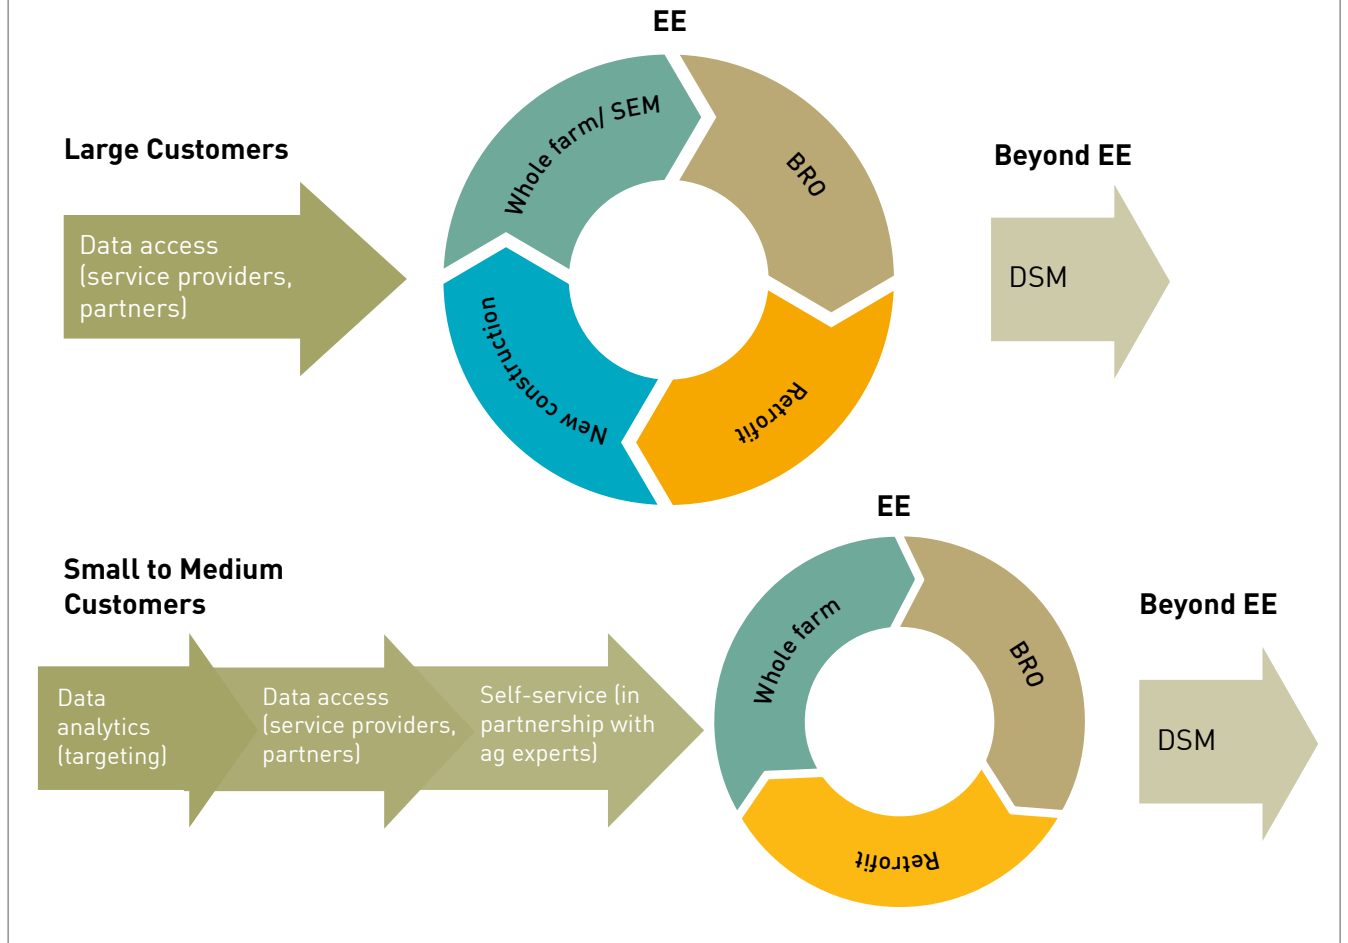 EE
Large Customers
Data access
(service providers,
partners)
Whole farm/ SEM
BRO
Retrofit
New construction
Beyond EE
DSM
Small to Medium
Customers
Data
analytics
(targeting)
Data access
(service providers,
partners)
Self-service (in
partnership with
ag experts)
EE
Whole farm
BRO
Retrofit
Beyond EE
DSM